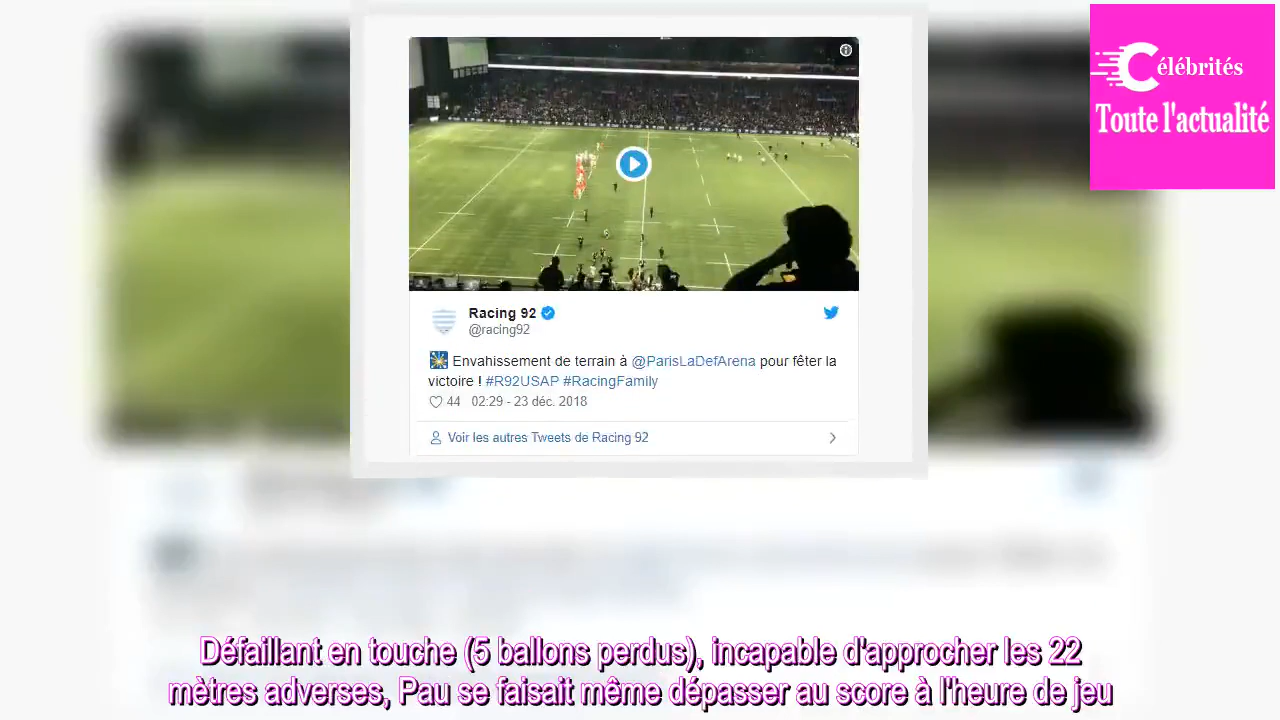 Célébrités
Toute l'actualité
Racing 92
@racing92
Envahissement de terrain à @ParisLaDefArena pour fêter la
victoire ! #R92USAP #RacingFamily
44 02:29 - 23 déc. 2018
Voir les autres Tweets de Racing 92
Défaillant en touche (5 ballons perdus), incapable d'approcher les 22
mètres adverses, Pau se faisait même dépasser au score à l'heure de jeu